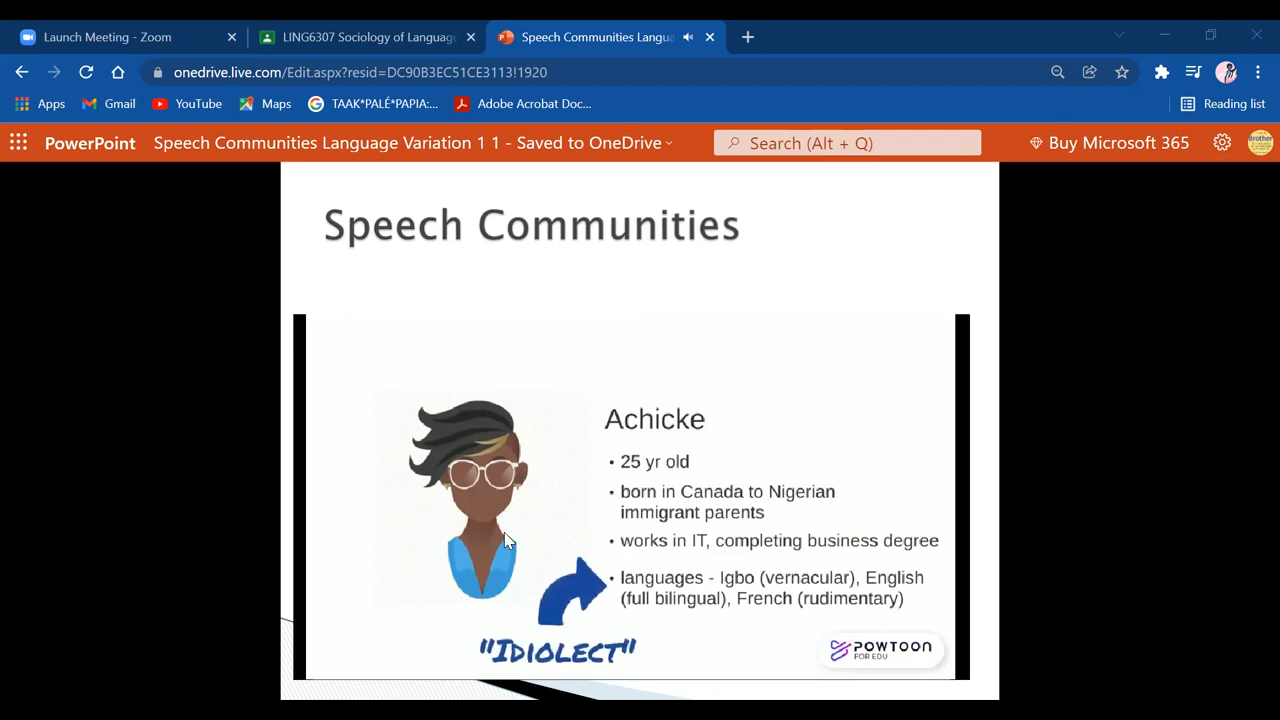 Launch Meeting - Zoom
LING6307 Sociology of Language
Speech Communities Langua
onedrive.live.com/Edit.aspx?resid=DC90B3EC51CE3113!1920
Apps
Gmail
YouTube
Maps
TAAK*PALÉ*PAPIA:...
Adobe Acrobat Doc...
Reading list
PowerPoint
Speech Communities Language Variation 1 1 - Saved to OneDrive
Search (Alt + Q)
Buy Microsoft 365
Brother
Speech Communities
Achicke
• 25 yr old
• born in Canada to Nigerian
immigrant parents
• works in IT, completing business degree
• languages - Igbo (vernacular), English
(full bilingual), French (rudimentary)
"IDIOLECT"
POWTOON
FOR EDU